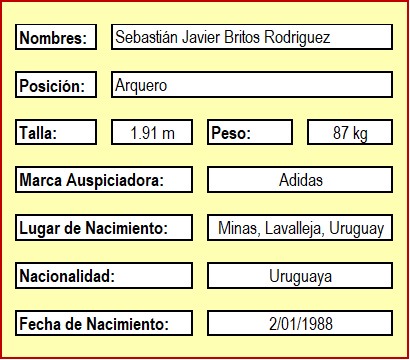 Nombres: Sebastián Javier Britos Rodriguez
Posición: Arquero
Talla: 1.91 m Peso: 87 kg
Marca Auspiciadora: Adidas
Lugar de Nacimiento: Minas, Lavalleja, Uruguay
Nacionalidad: Uruguaya
Fecha de Nacimiento: 2/01/1988